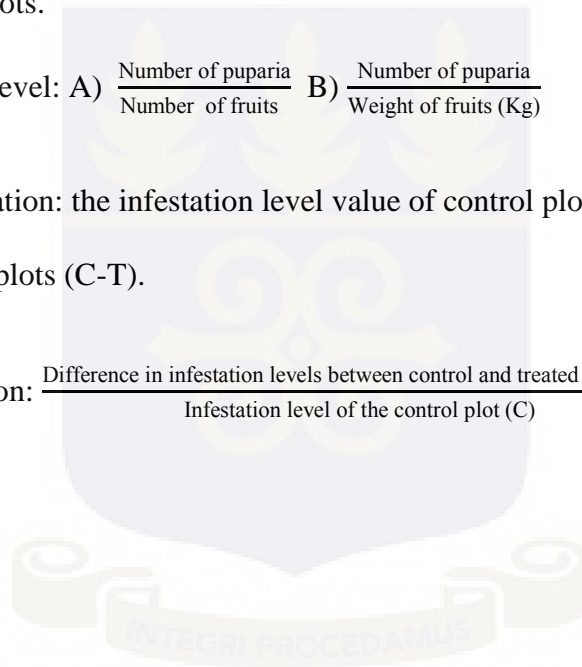 ots.
evel: A) Number of puparia / Number of fruits B) Number of puparia / Weight of fruits (Kg)
ation: the infestation level value of control plo
plots (C-T).
on: Difference in infestation levels between control and treated / Infestation level of the control plot (C)
INTEGRI PROCEDAMUS